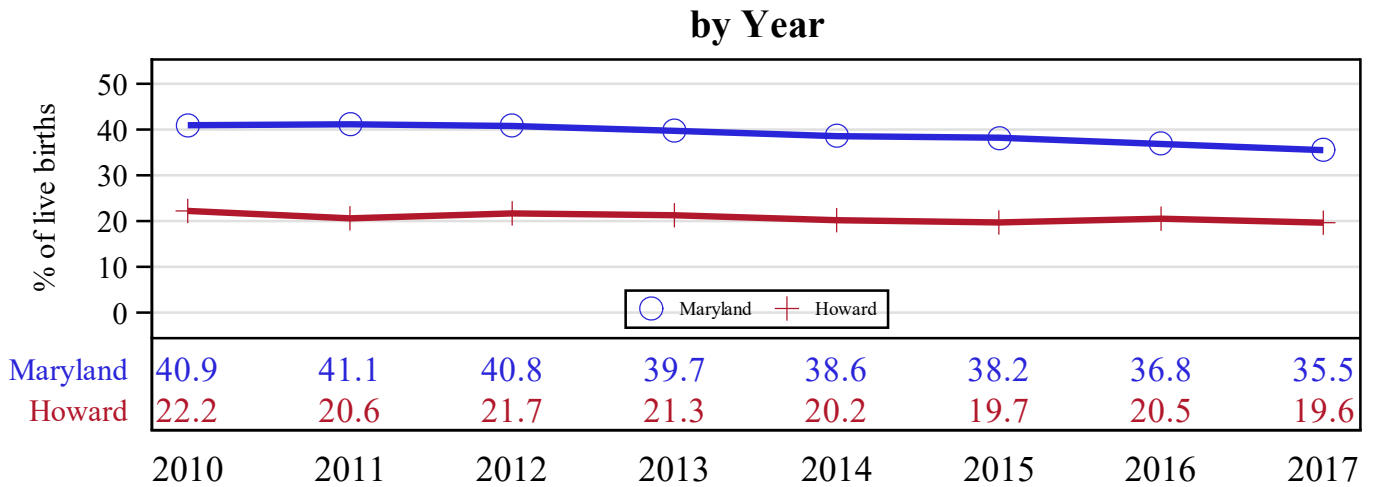 by Year
% of live births
50
40
30
20
10
0
Maryland Howard
Maryland 40.9 41.1 40.8 39.7 38.6 38.2 36.8 35.5
Howard 22.2 20.6 21.7 21.3 20.2 19.7 20.5 19.6
2010 2011 2012 2013 2014 2015 2016 2017